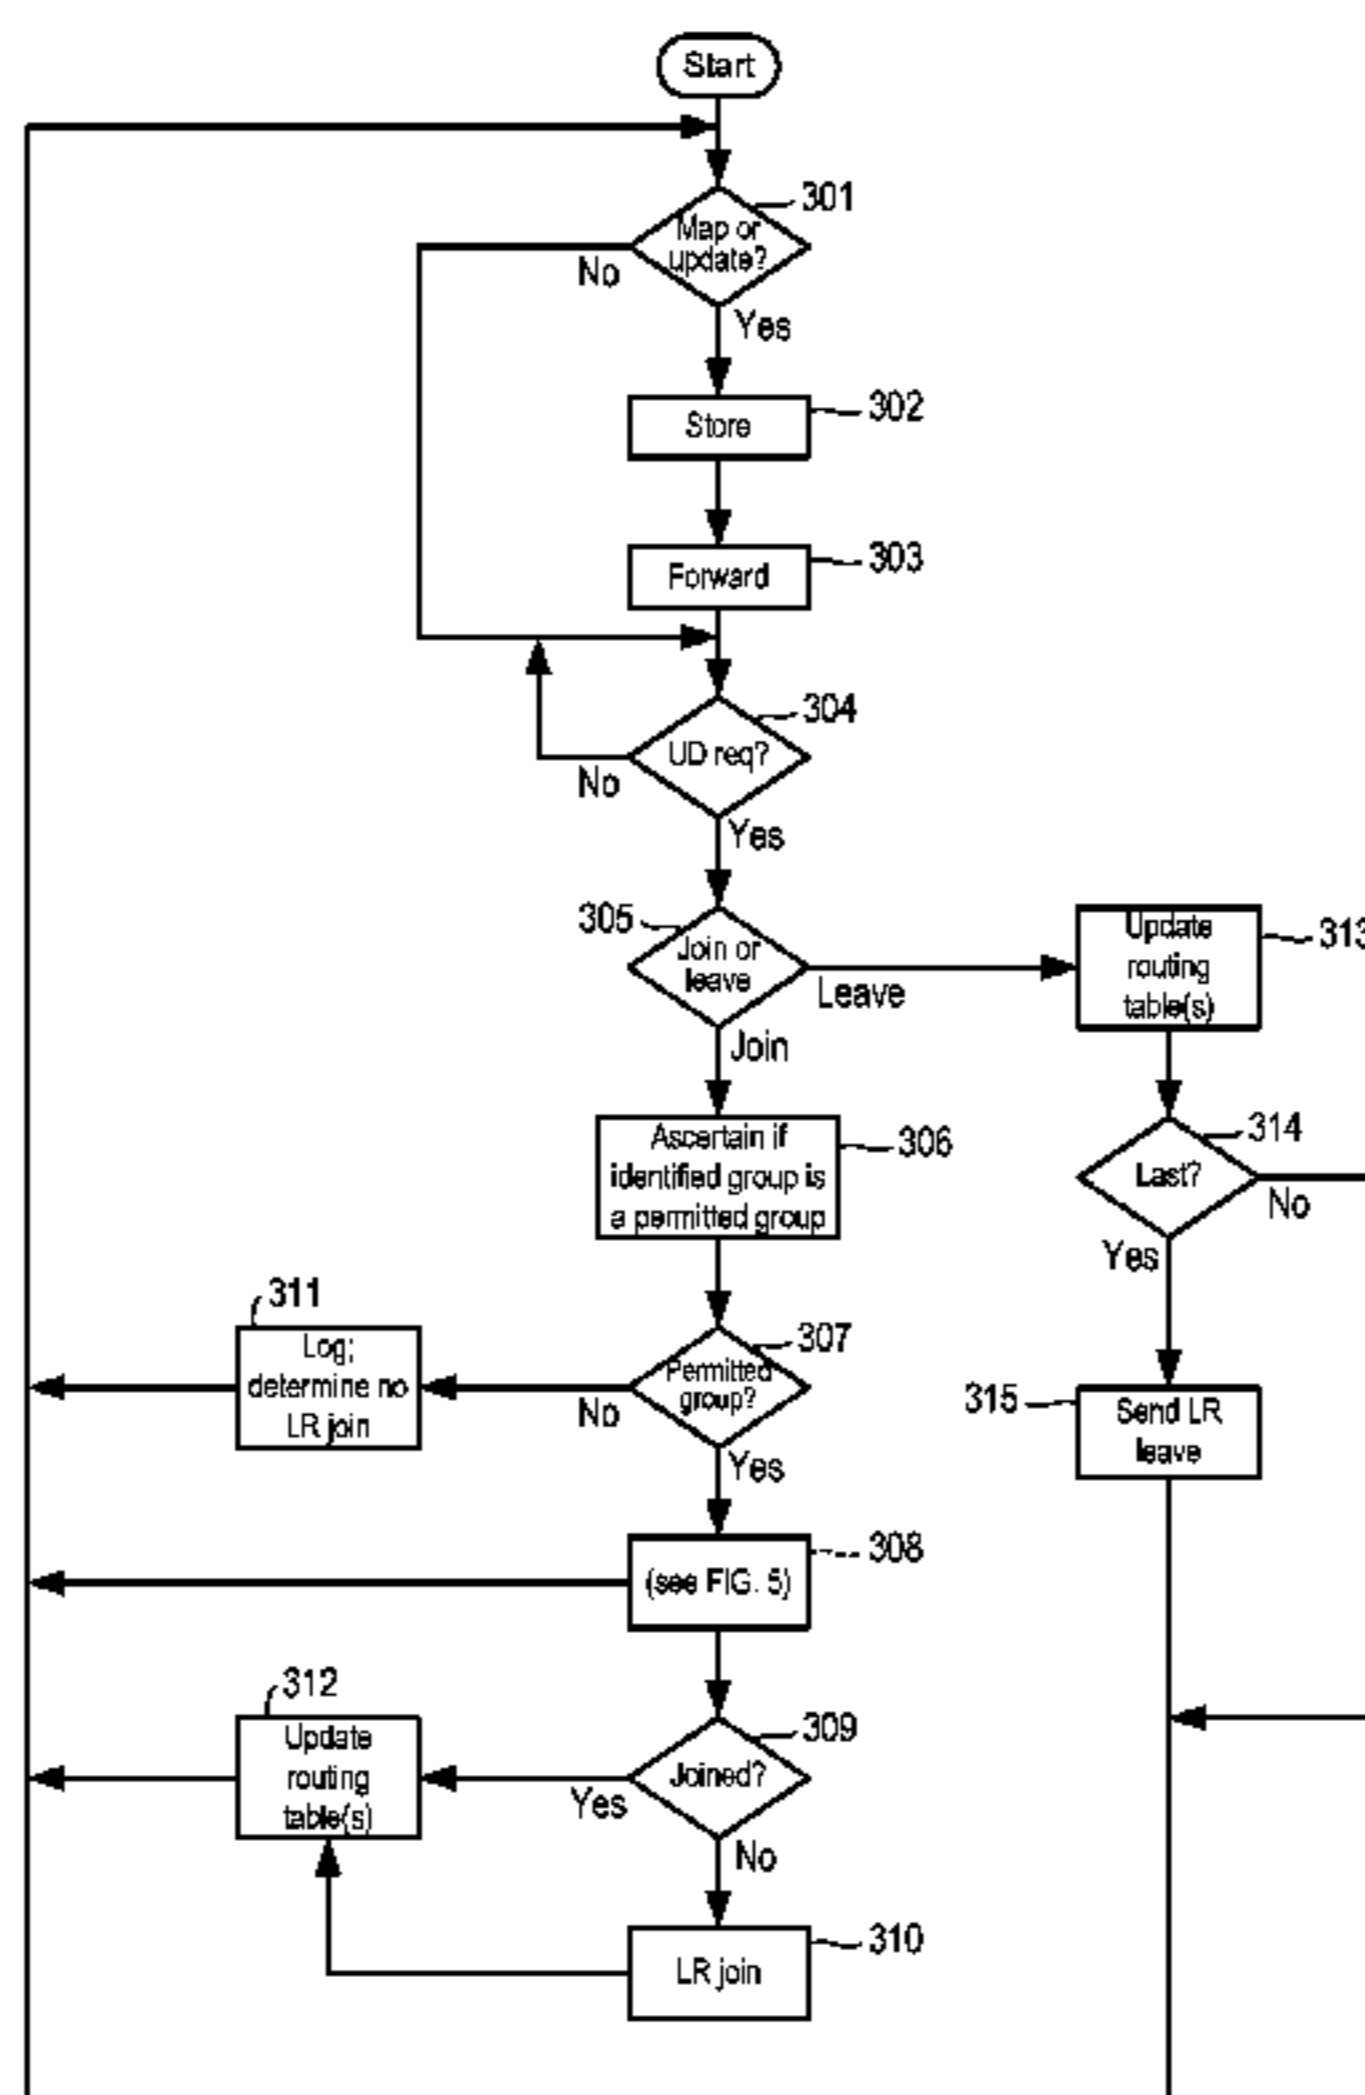 Start
301
Map or
update?
No
Yes
302
Store
303
Forward
304
UD req?
No
Yes
305
Join or
leave
Leave
Join
313
Update
routing
table(s)
306
Ascertain if
identified group is
a permitted group
314
Last?
No
Yes
311
Log;
determine no
LR join
307
Permitted
group?
No
Yes
315
Send LR
leave
308
(see FIG. 5)
312
Update
routing
table(s)
309
Joined?
Yes
No
310
LR join